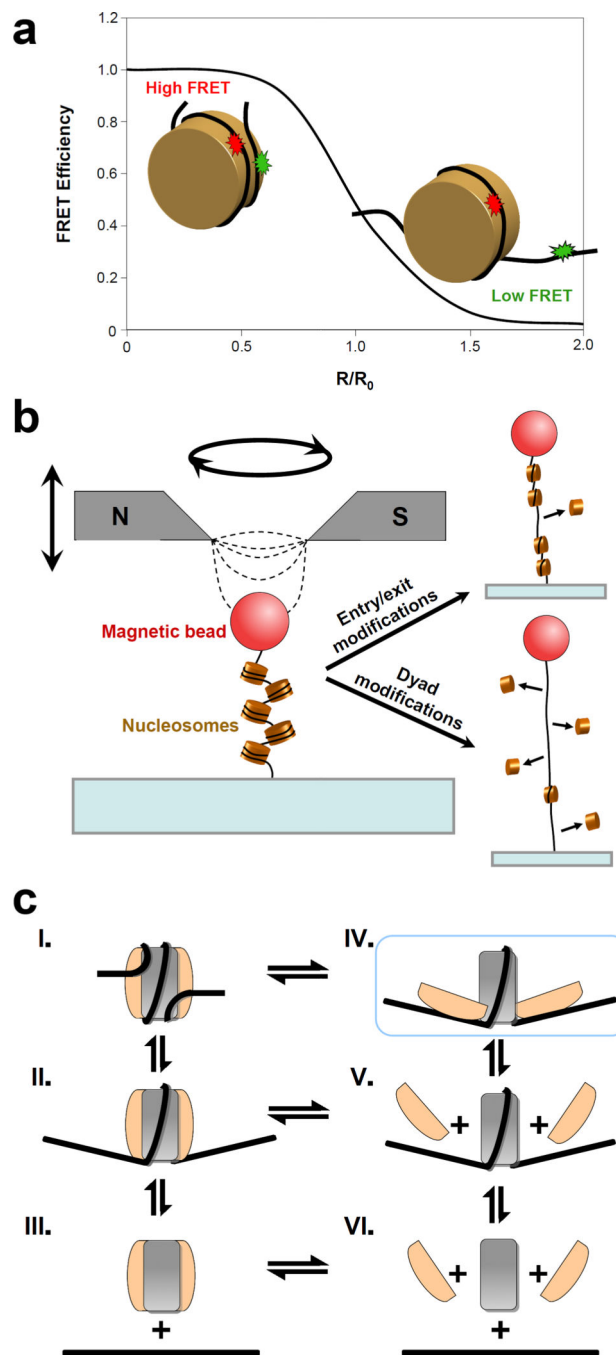 a
1.2
1.0
0.8
0.6
0.4
0.2
0
FRET Efficiency
High FRET
Low FRET
0
0.5
1.0
1.5
2.0
R/R₀
b
N
S
Magnetic bead
Nucleosomes
Entry/exit
modifications
Dyad
modifications
c
I.
IV.
II.
V.
+
+
III.
VI.
+
+
+